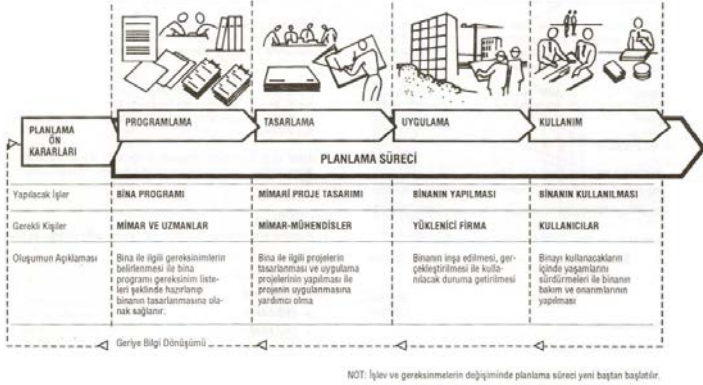 PLANLAMA
ÖN
KARARLARI
PROGRAMLAMA
TASARLAMA
UYGULAMA
KULLANIM
PLANLAMA SÜRECİ
Yapılacak İşler
BİNA PROGRAMI
MİMARİ PROJE TASARIMI
BİNANIN YAPILMASI
BİNANIN KULLANILMASI
Gerekli Kişiler
MİMAR VE UZMANLAR
MİMAR-MÜHENDİSLER
YÜKLENİCİ FİRMA
KULLANICILAR
Oluşumun Açıklaması
Bina ile ilgili gereksinimlerin
belirlenmesi ile bina
programı gereksinim liste-
leri şeklinde hazırlanıp
binanın tasarlanmasına ola-
nak sağlanır.
Bina ile ilgili projelerin
tasarlanması ve uygulama
projelerinin yapılması ile
projenin uygulanmasına
yardımcı olma
Binanın inşa edilmesi, ger-
çekleştirilmesi ile kulla-
nılacak duruma getirilmesi
Binayı kullanacakların
içinde yaşamlarını
sürdürmeleri ile binanın
bakım ve onarımlarının
yapılması
Geriye Bilgi Dönüşümü
NOT: İşlev ve gereksinmelerin değişiminde planlama süreci yeni baştan başlatılır.